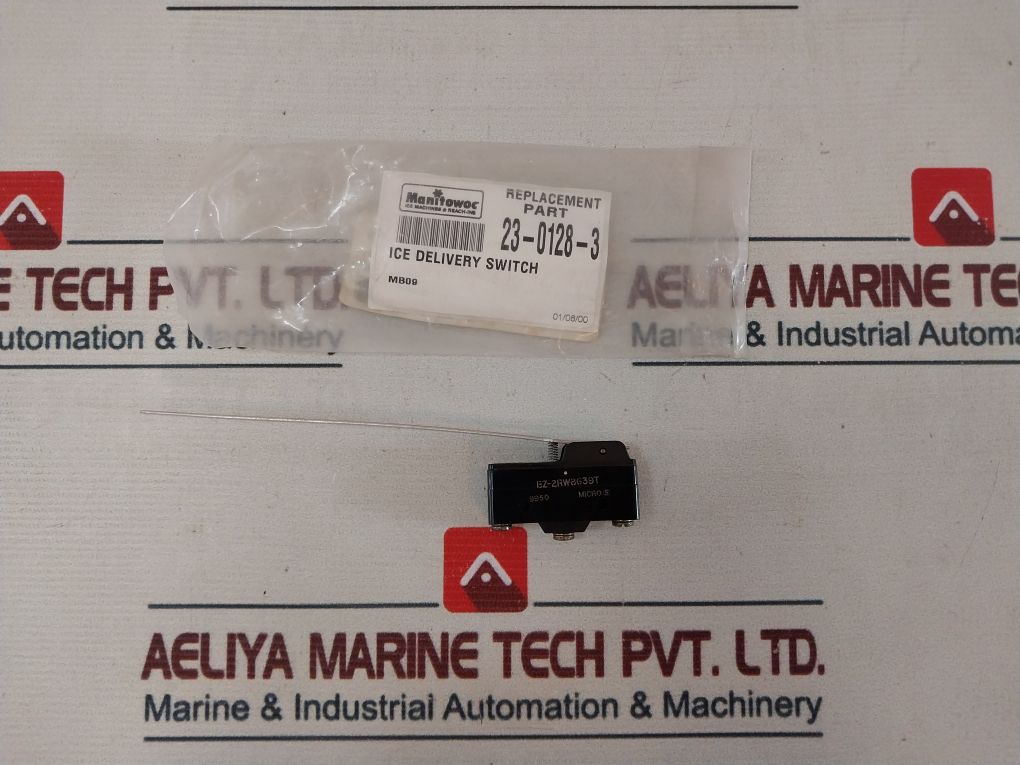 Manitowoc
ICE MACHINES & REACH-INS
REPLACEMENT
PART
23-0128-3
ICE DELIVERY SWITCH
MB09
01/06/00
E TECH PVT. LTD.
utomation & Machinery
AELIYA MARINE TEC
Marine & Industrial Automa
BZ-2RW8639T
9950 MICRO S
AELIYA MARINE TECH PVT. LTD.
Marine & Industrial Automation & Machinery